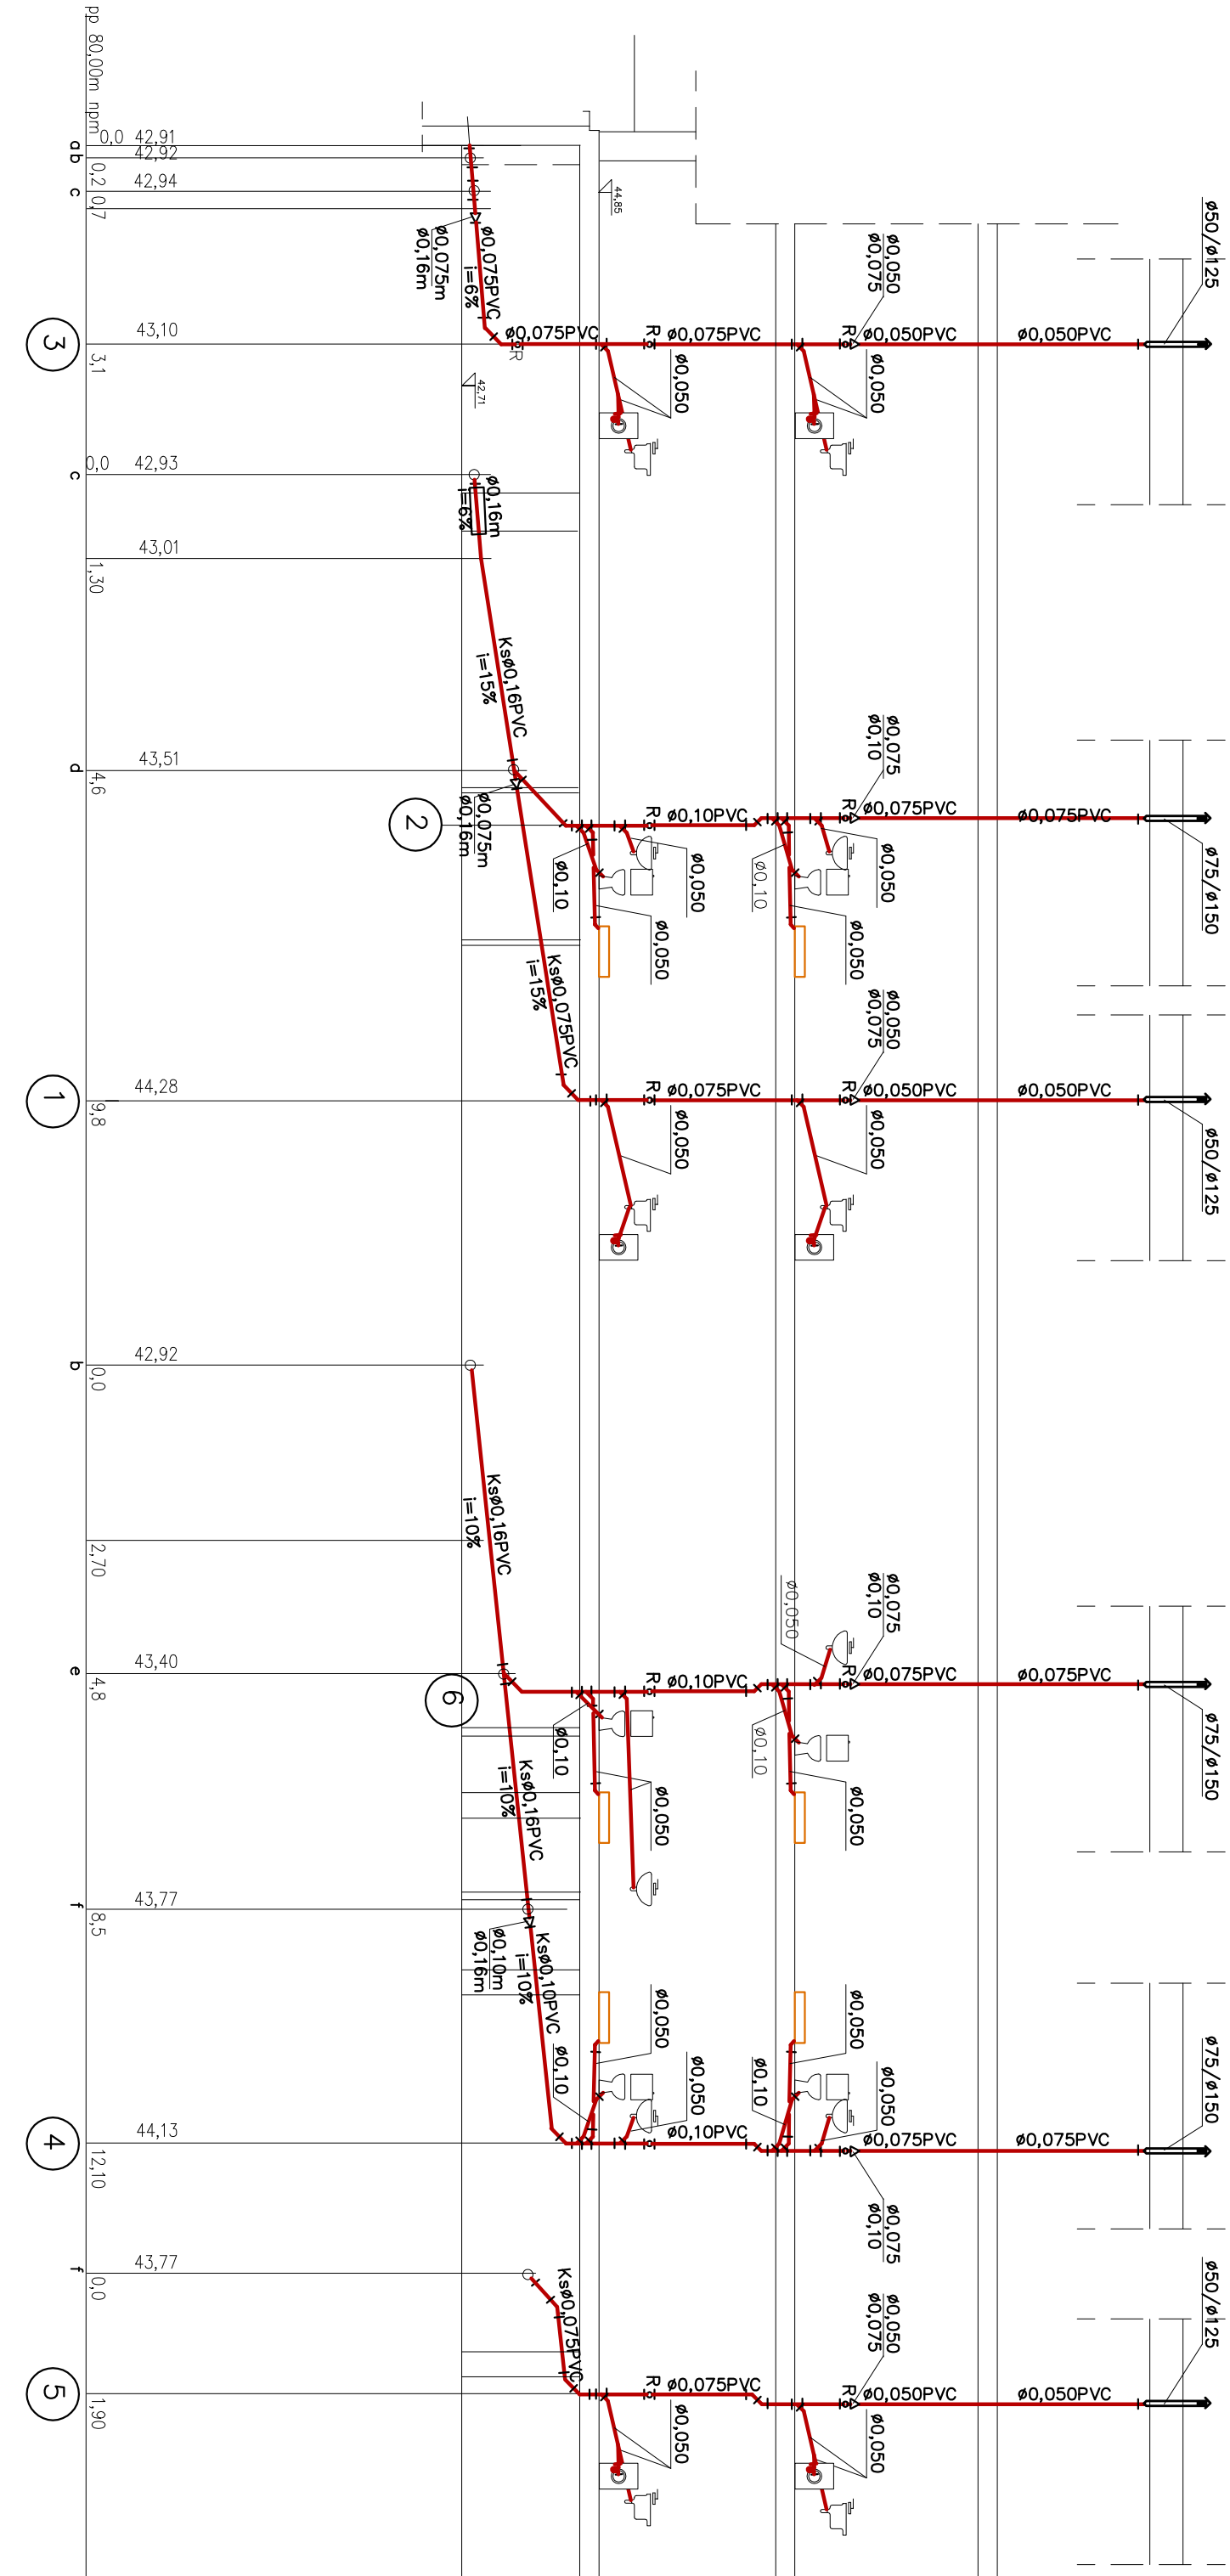 pp 80,00m npm
ø50/ø125
ø0,050
ø0,075
R ø0,050PVC
ø0,050PVC
ø0,050
44,85
R ø0,075PVC
ø0,050
ø0,075PVC
R
ø0,075PVC
i=6%
ø0,075m
ø0,16m
42,71
a
0,0
42,91
b
42,92
0,2
c
42,94
0,7
43,10
3,1
3
ø75/ø150
ø0,075
ø0,10
R ø0,075PVC
ø0,075PVC
ø0,050
ø0,10
ø0,050
R ø0,10PVC
ø0,050
ø0,10
ø0,050
ø0,16m
i=6%
Ksø0,16PVC
i=15%
ø0,075m
ø0,16m
c
0,0
42,93
43,01
1,30
d
43,51
4,6
2
ø50/ø125
ø0,050
ø0,075
R ø0,050PVC
ø0,050PVC
ø0,050
R ø0,075PVC
ø0,050
Ksø0,075PVC
i=15%
44,28
9,8
1
ø75/ø150
ø0,075
ø0,10
R ø0,075PVC
ø0,075PVC
ø0,050
ø0,10
ø0,050
R ø0,10PVC
ø0,10
ø0,050
Ksø0,16PVC
i=10%
b
42,92
0,0
2,70
e
43,40
4,8
6
Ksø0,16PVC
i=10%
f
43,77
8,5
ø75/ø150
ø0,050
ø0,050
ø0,10
ø0,075PVC
ø0,075PVC
ø0,075
ø0,10
ø0,050
ø0,050
ø0,10
ø0,10PVC
Ksø0,10PVC
i=10%
ø0,10m
ø0,16m
44,13
12,10
4
ø50/ø125
ø0,050
ø0,075
R ø0,050PVC
ø0,050PVC
ø0,050
R ø0,075PVC
ø0,050
Ksø0,075PVC
f
43,77
0,0
1,90
5